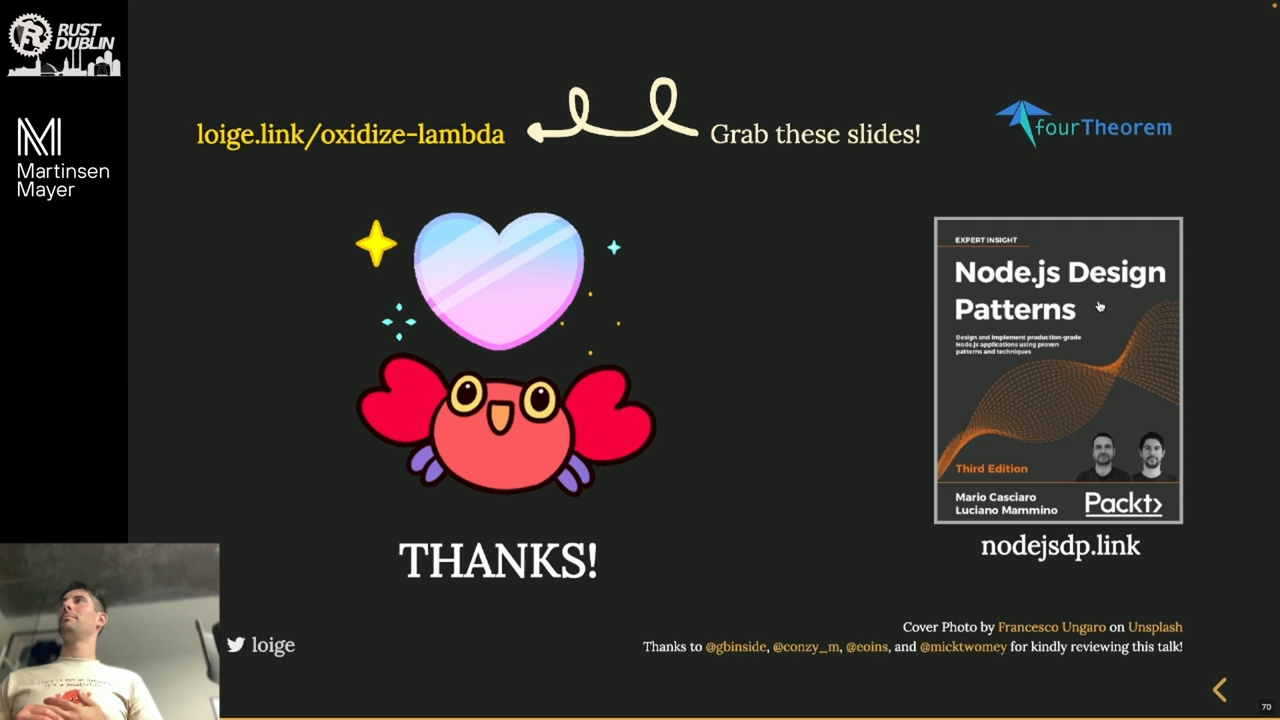 RUST
DUBLIN
Martinsen
Mayer
loige.link/oxidize-lambda
Grab these slides!
fourTheorem
EXPERT INSIGHT
Node.js Design
Patterns
Design and implement production-grade
Node.js applications using proven
patterns and techniques
Third Edition
Mario Casciaro
Luciano Mammino
Packt>
nodejsdp.link
THANKS!
loige
Cover Photo by Francesco Ungaro on Unsplash
Thanks to @gbinside, @conzy_m, @eoins, and @micktwomey for kindly reviewing this talk!
70